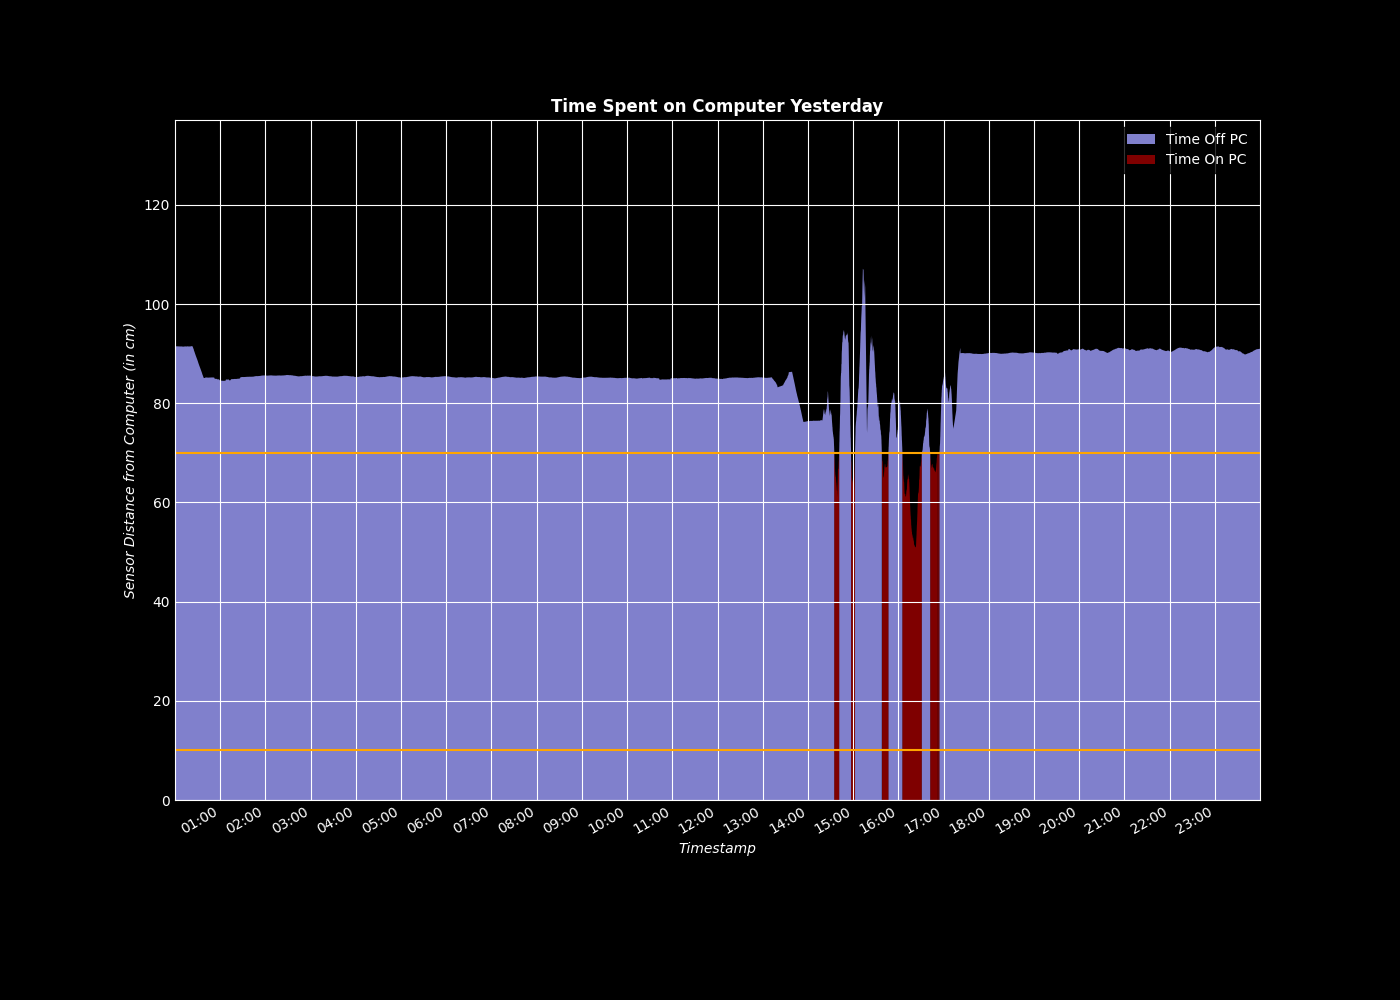 Time Spent on Computer Yesterday
Time Off PC
Time On PC
Sensor Distance from Computer (in cm)
120
100
80
60
40
20
0
01:00 02:00 03:00 04:00 05:00 06:00 07:00 08:00 09:00 10:00 11:00 12:00 13:00 14:00 15:00 16:00 17:00 18:00 19:00 20:00 21:00 22:00 23:00
Timestamp